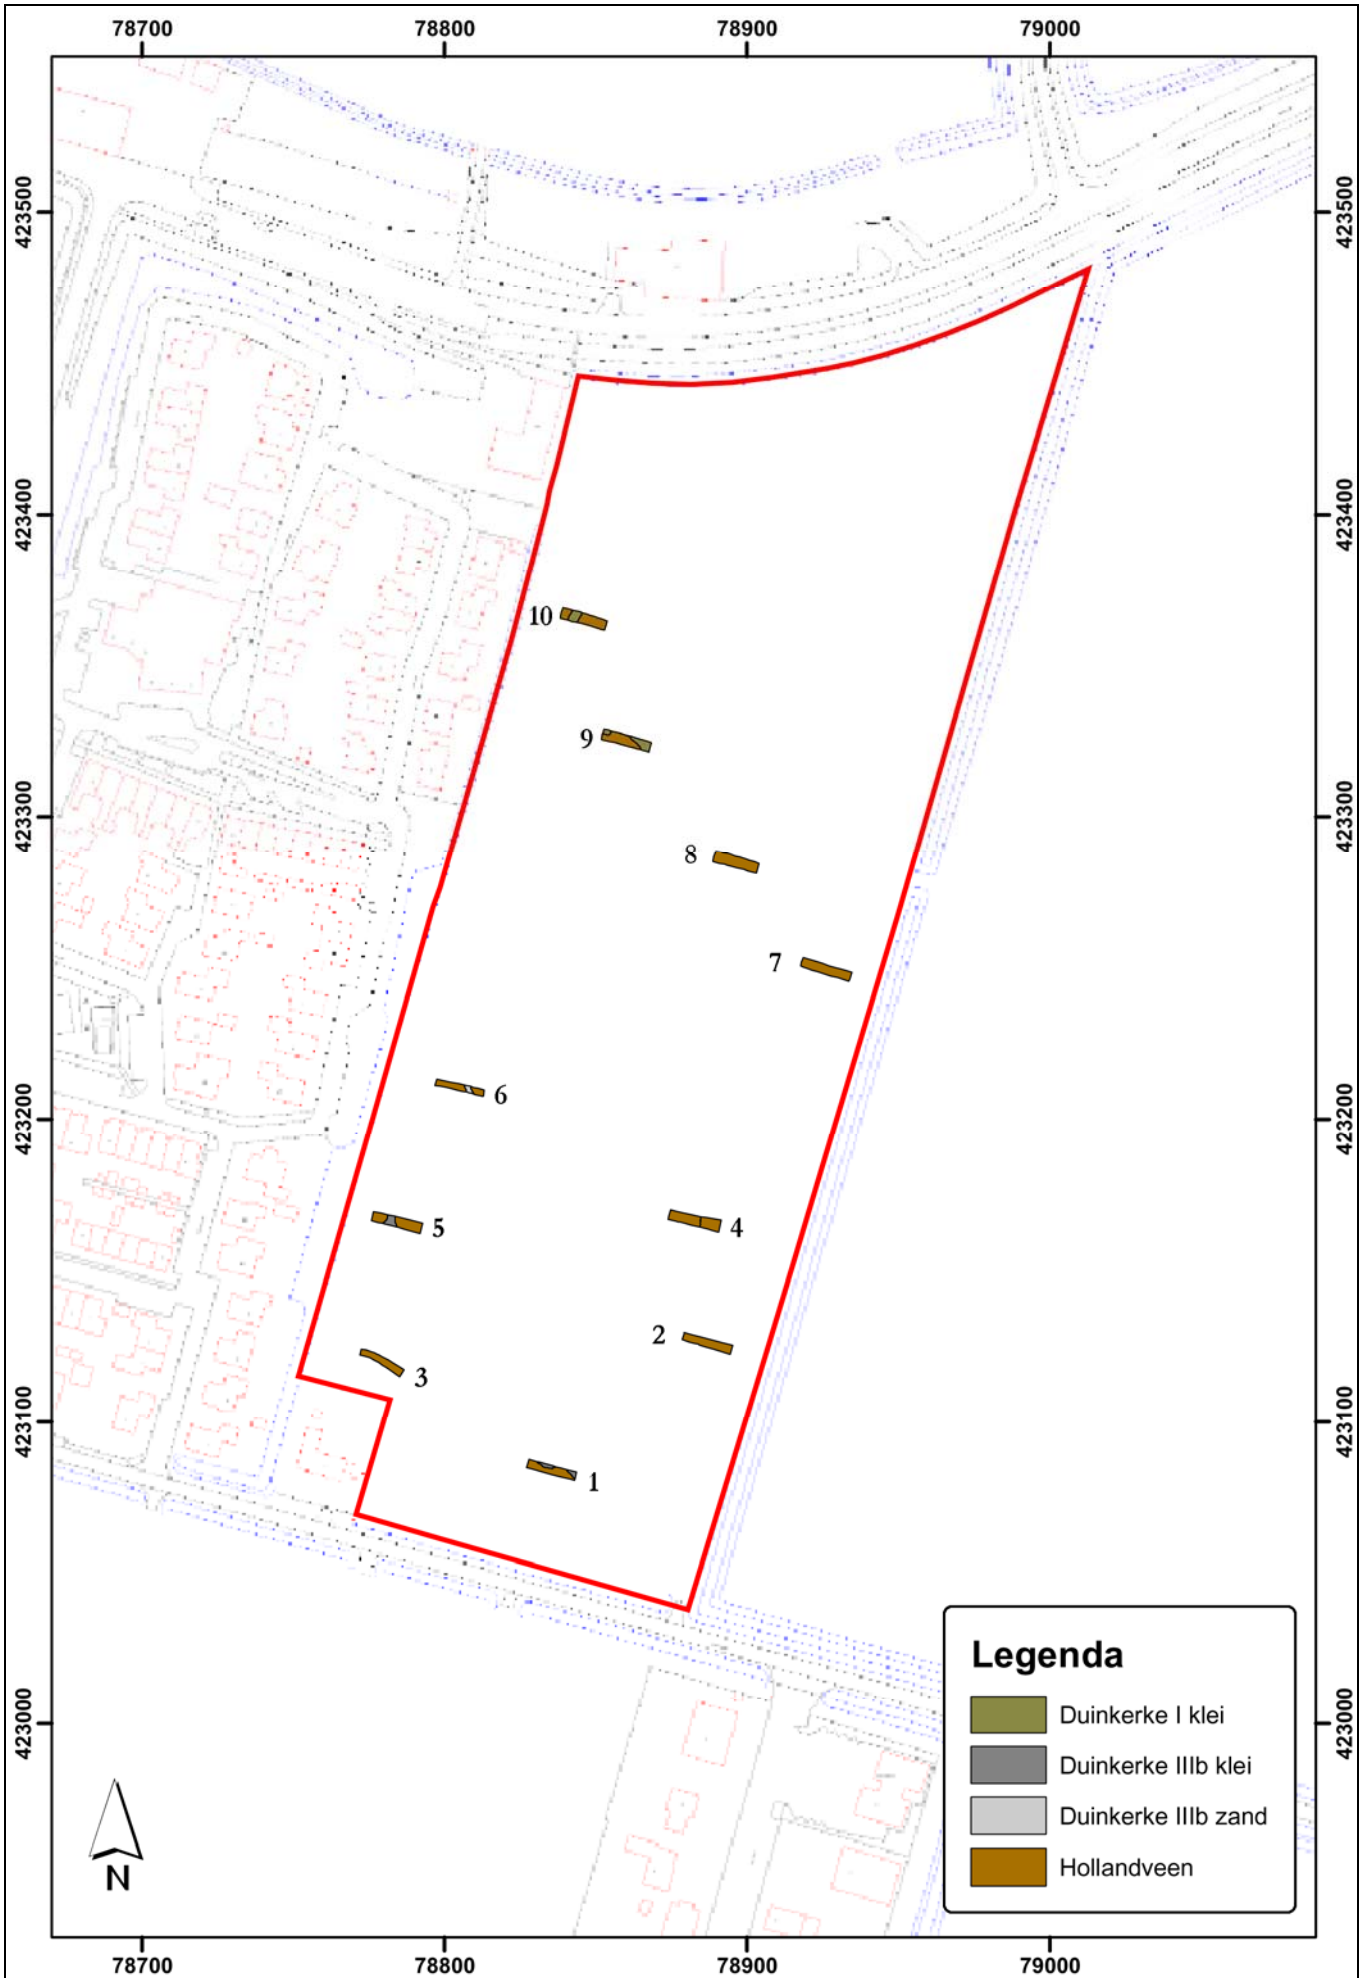 78700 78800 78900 79000
423500 423500
423400 423400
10
9
423300 423300
8
7
6
423200 423200
5 4
2
3
423100 423100
1
Legenda
Duinkerke I klei
423000 423000
Duinkerke IIIb klei
Duinkerke IIIb zand
Hollandveen
N
78700 78800 78900 79000